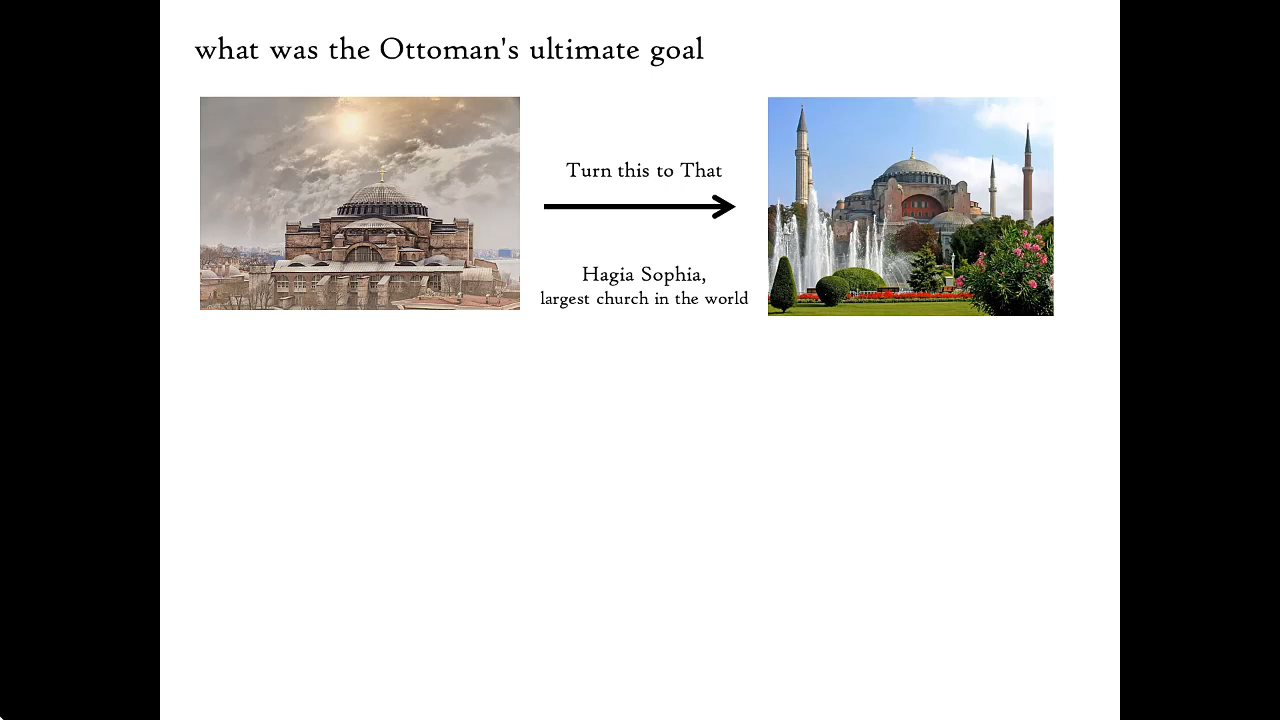 what was the Ottoman's ultimate goal
Turn this to That
Hagia Sophia,
largest church in the world